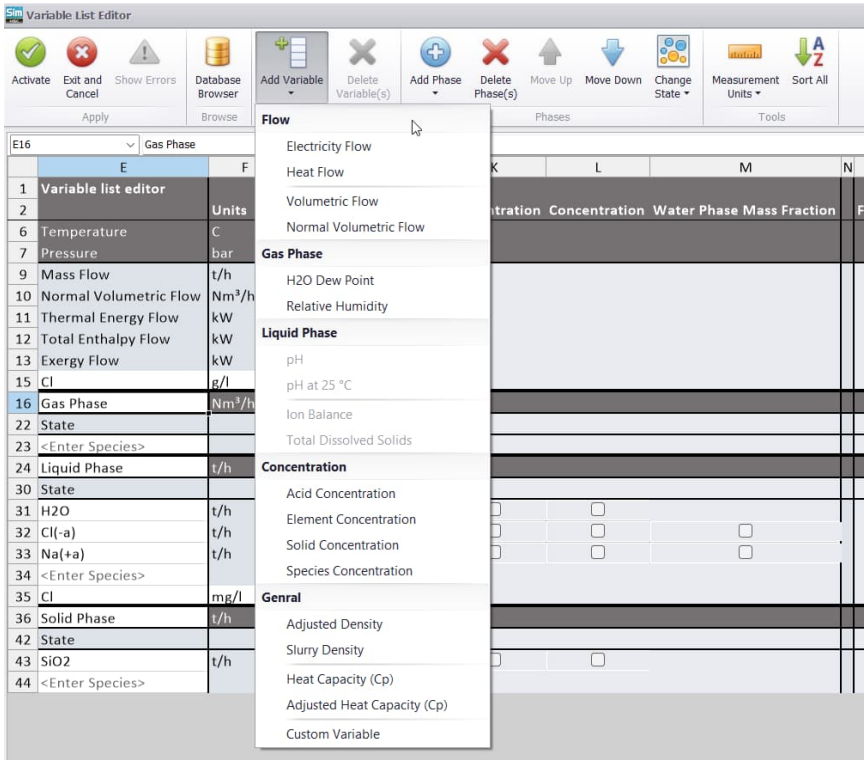 Sim
Variable List Editor
Activate
Exit and Cancel
Show Errors
Database Browser
Add Variable
Delete Variable(s)
Add Phase
Delete Phase(s)
Move Up
Move Down
Change State
Measurement Units
Sort All
Apply
Browse
Phases
Tools
E16
Gas Phase
E F K L M N
1 Variable list editor
2 Units ntration Concentration Water Phase Mass Fraction F
6 Temperature C
7 Pressure bar
9 Mass Flow t/h
10 Normal Volumetric Flow Nm³/h
11 Thermal Energy Flow kW
12 Total Enthalpy Flow kW
13 Exergy Flow kW
15 Cl g/l
16 Gas Phase Nm³/h
22 State
23 <Enter Species>
24 Liquid Phase t/h
30 State
31 H2O t/h
32 Cl(-a) t/h
33 Na(+a) t/h
34 <Enter Species>
35 Cl mg/l
36 Solid Phase t/h
42 State
43 SiO2 t/h
44 <Enter Species>
Flow
Electricity Flow
Heat Flow
Volumetric Flow
Normal Volumetric Flow
Gas Phase
H2O Dew Point
Relative Humidity
Liquid Phase
pH
pH at 25 °C
Ion Balance
Total Dissolved Solids
Concentration
Acid Concentration
Element Concentration
Solid Concentration
Species Concentration
Genral
Adjusted Density
Slurry Density
Heat Capacity (Cp)
Adjusted Heat Capacity (Cp)
Custom Variable